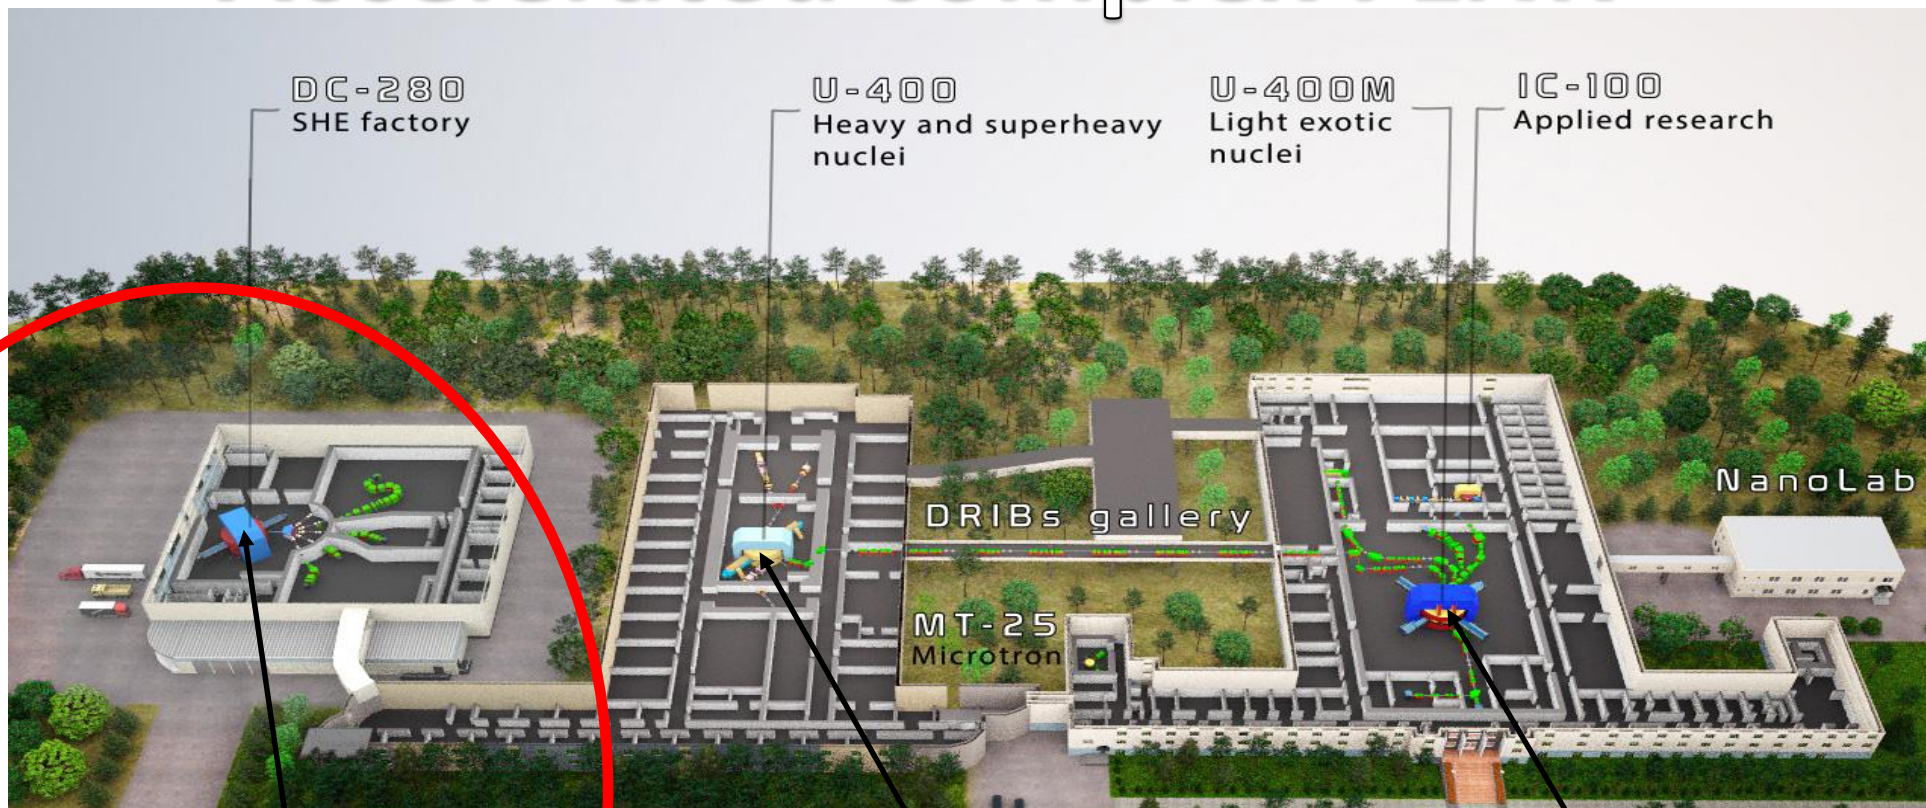 DC-280
SHE factory
U-400
Heavy and superheavy
nuclei
U-400M
Light exotic
nuclei
IC-100
Applied research
NanoLab
DRIBs gallery
MT-25
Microtron